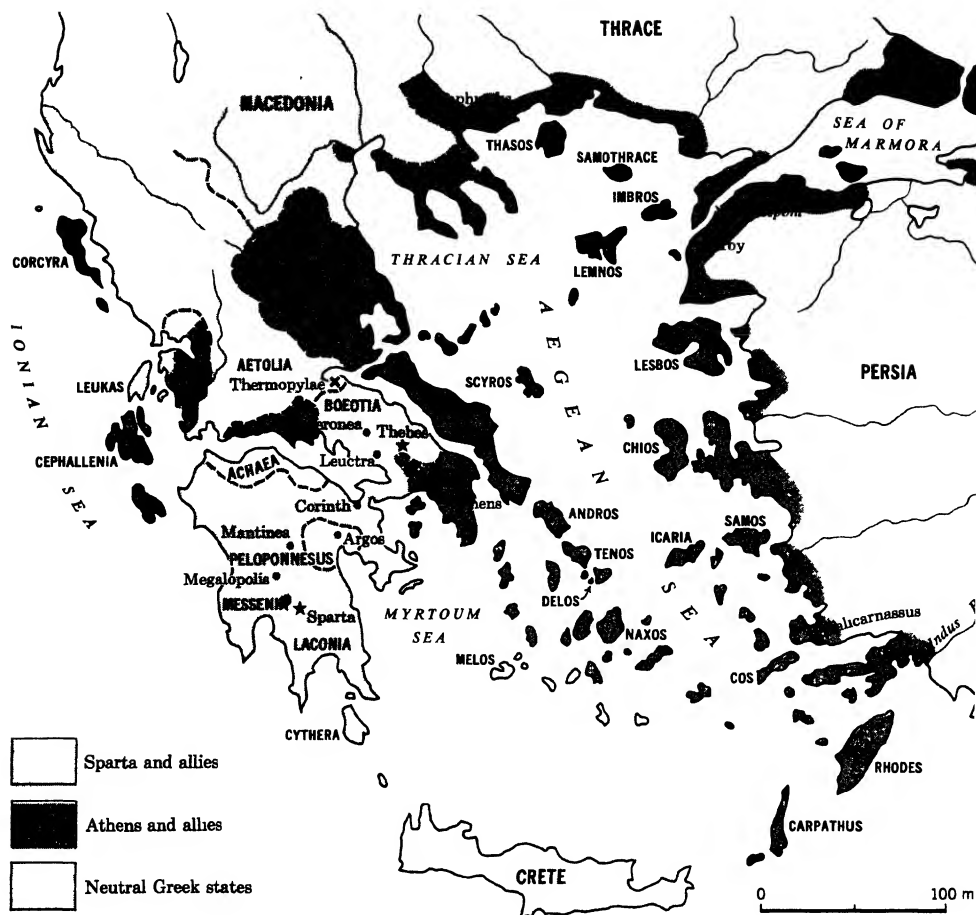 THRACE
MACEDONIA
THASOS
SAMOTHRACE
SEA OF
MARMORA
IMBROS
CORCYRA
THRACIAN SEA
LEMNOS
AEGEAN
SEA
IONIAN
SEA
LESBOS
PERSIA
AETOLIA
Thermopylae
LEUKAS
SCYROS
BOEOTIA
Thebes
CHIOS
CEPHALLENIA
Leuctra
ACHAEA
Corinth
ANDROS
SAMOS
ICARIA
Mantinea
Argos
TENOS
PELOPONNESUS
Megalopolis
DELOS
MESSENIA
Sparta
MYRTOUM
SEA
NAXOS
LACONIA
MELOS
COS
CYTHERA
Sparta and allies
RHODES
Athens and allies
CARPATHUS
CRETE
Neutral Greek states
0
100 m